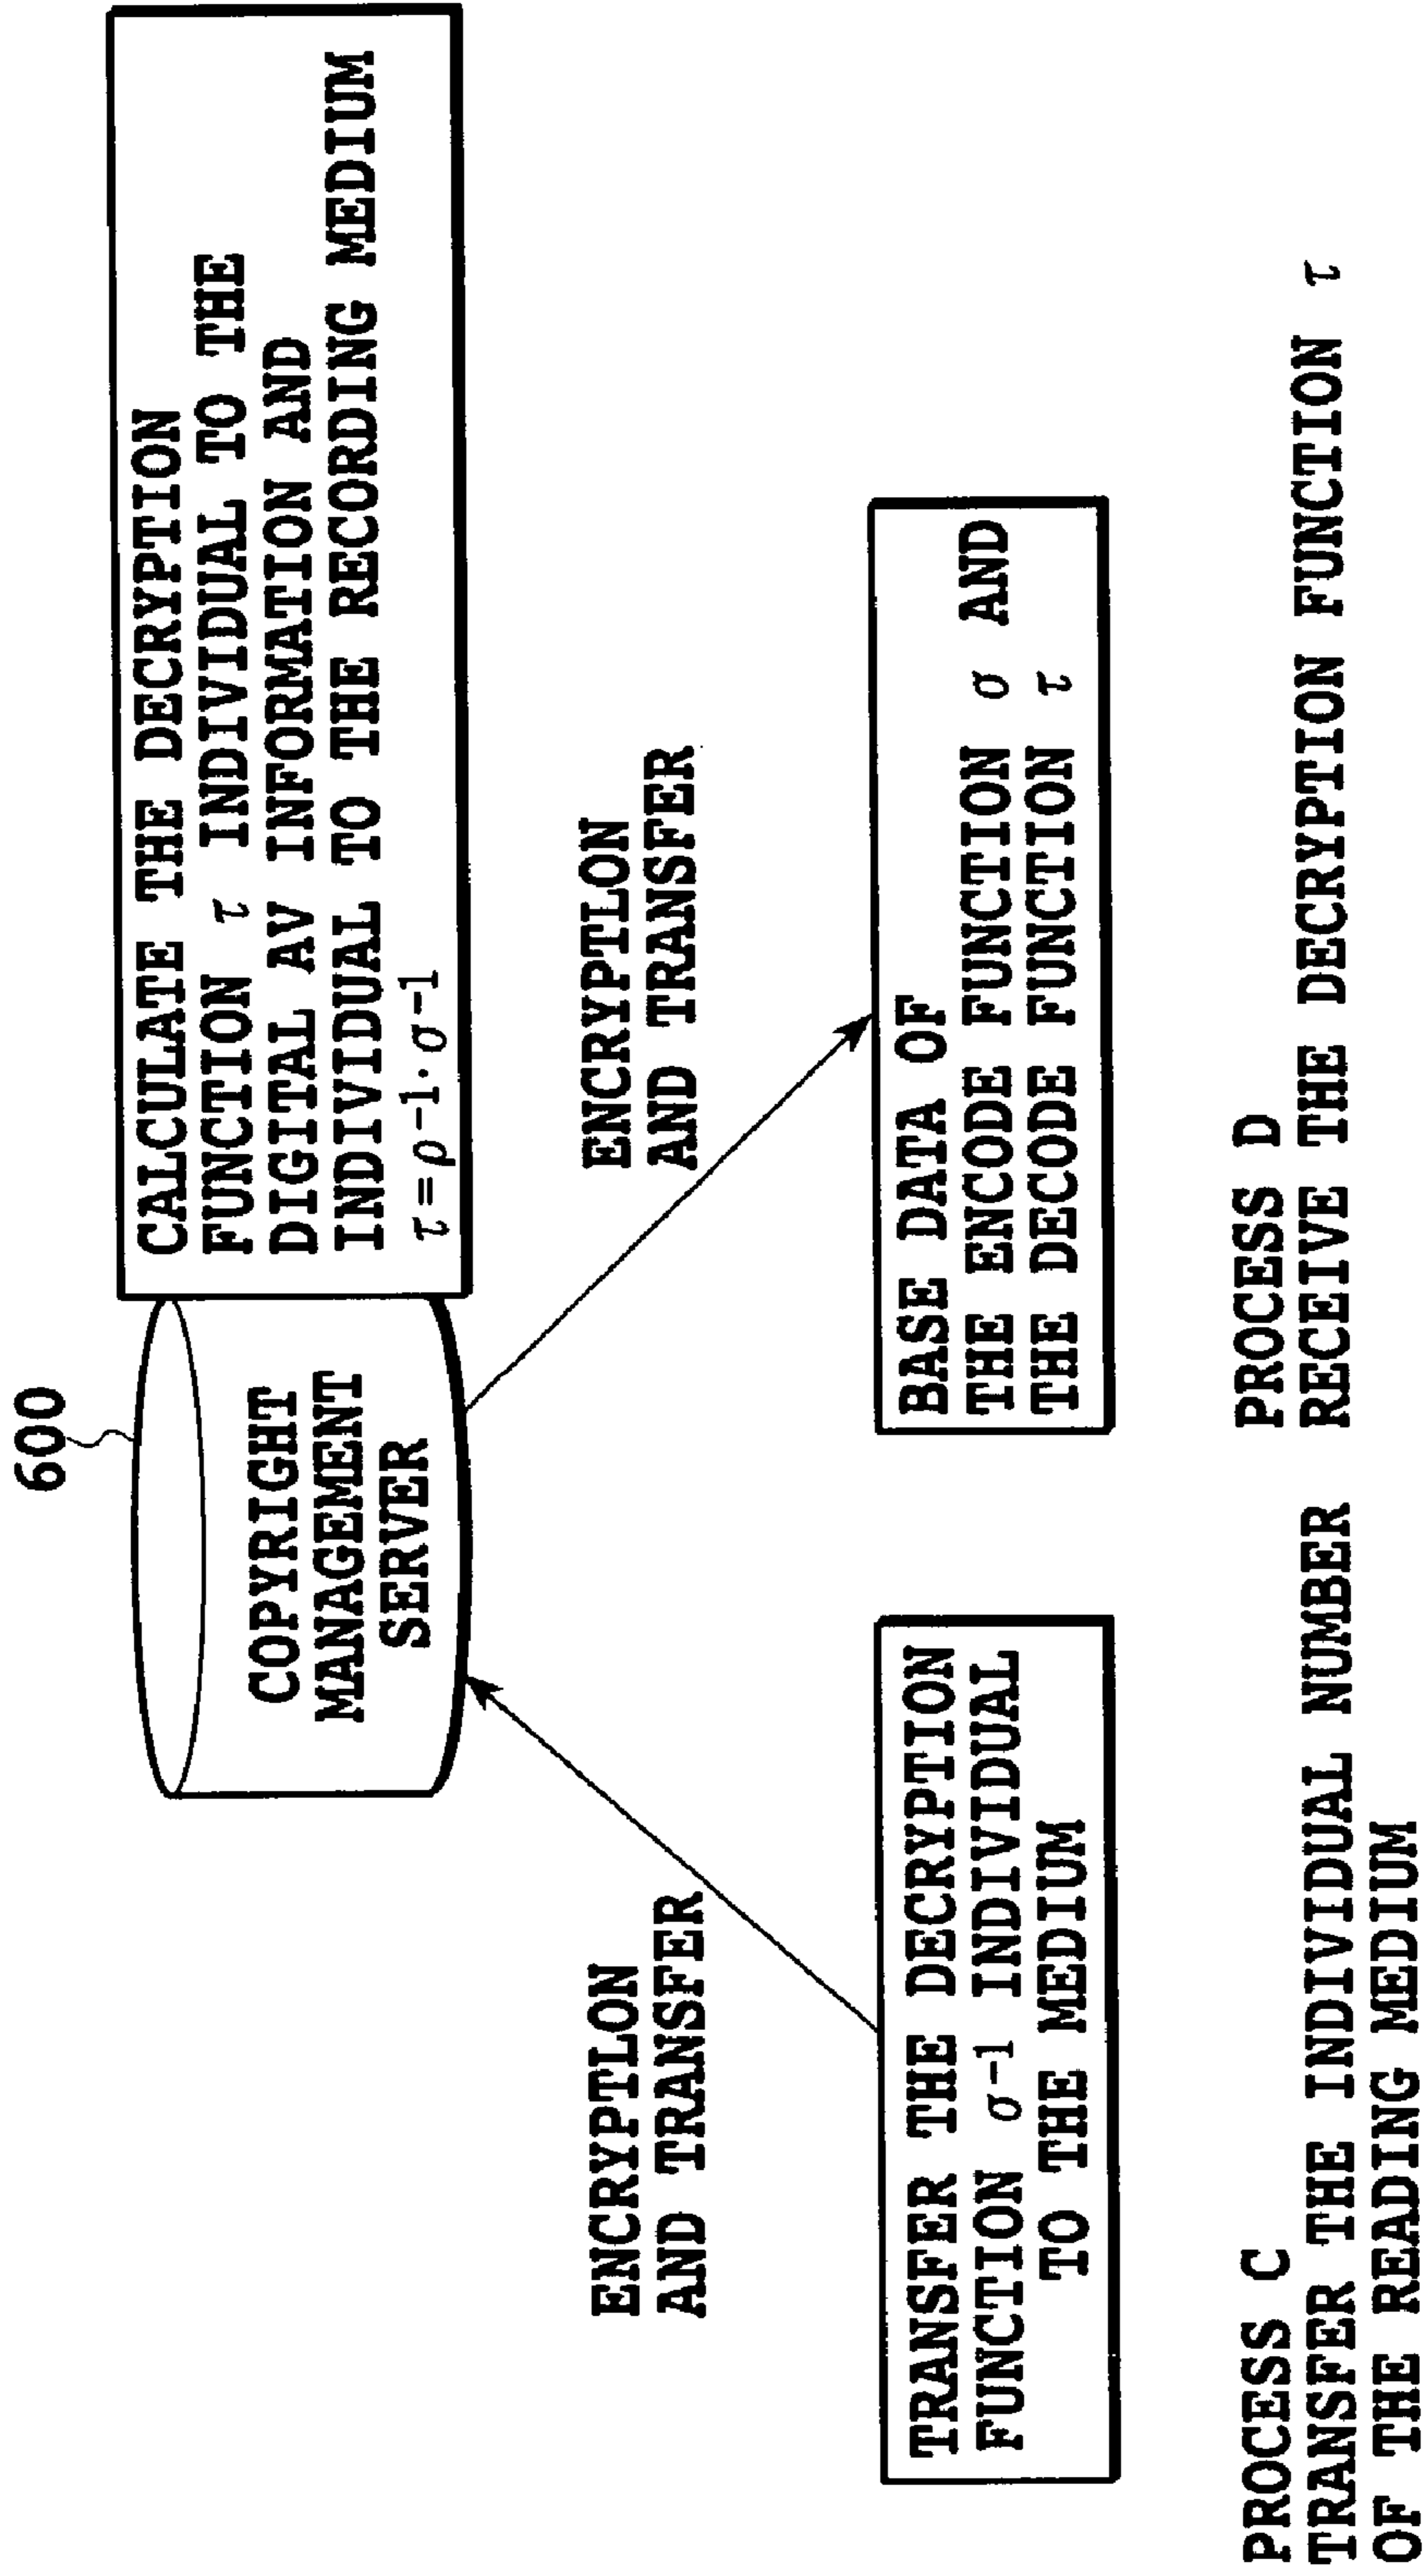 600
COPYRIGHT
MANAGEMENT
SERVER
CALCULATE THE DECRYPTION
FUNCTION τ INDIVIDUAL TO THE
DIGITAL AV INFORMATION AND
INDIVIDUAL TO THE RECORDING MEDIUM
τ=ρ⁻¹·σ⁻¹
ENCRYPTLON
AND TRANSFER
ENCRYPTLON
AND TRANSFER
TRANSFER THE DECRYPTION
FUNCTION σ⁻¹ INDIVIDUAL
TO THE MEDIUM
BASE DATA OF
THE ENCODE FUNCTION σ AND
THE DECODE FUNCTION τ
PROCESS C
TRANSFER THE INDIVIDUAL NUMBER
OF THE READING MEDIUM
PROCESS D
RECEIVE THE DECRYPTION FUNCTION τ